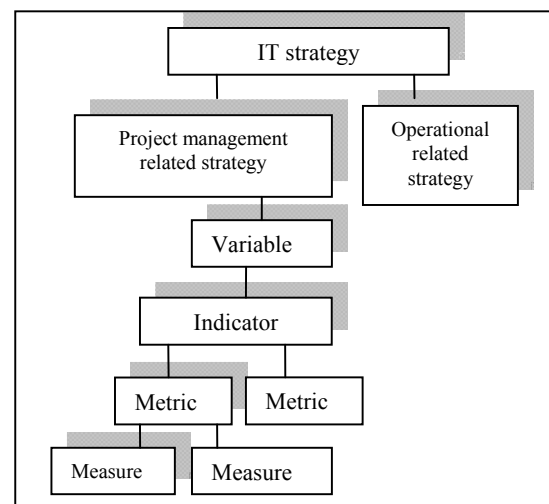 IT strategy
Project management
related strategy
Operational
related
strategy
Variable
Indicator
Metric
Metric
Measure
Measure